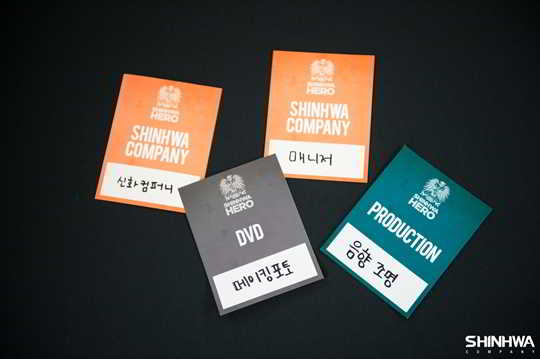 SHINHWA
HERO
SHINHWA
COMPANY
신화컴퍼니
SHINHWA
HERO
SHINHWA
COMPANY
매니저
SHINHWA
HERO
DVD
메이킹포토
SHINHWA
HERO
PRODUCTION
음향 조명
SHINHWA
COMPANY